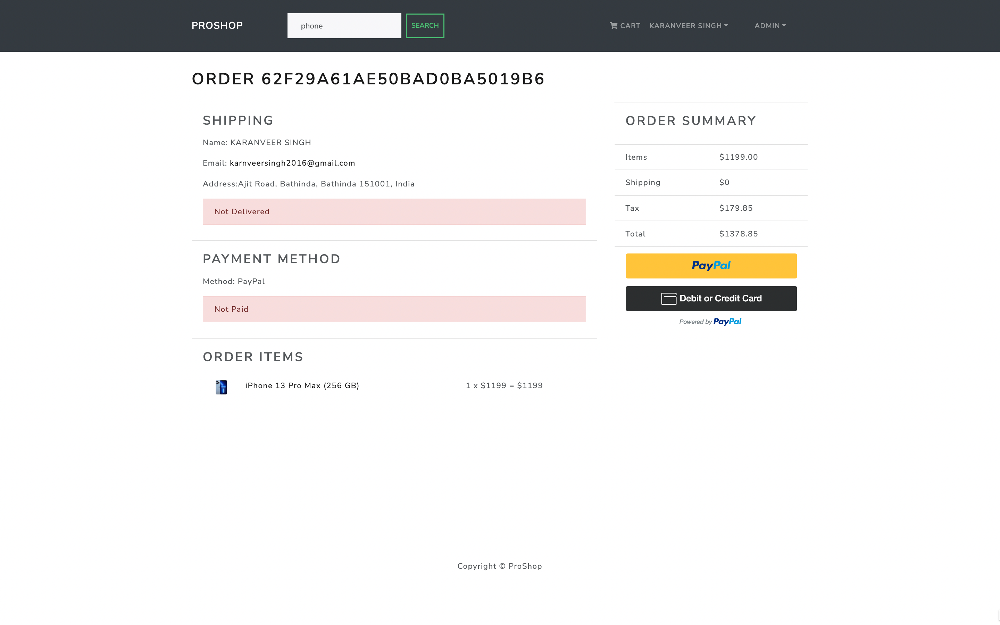 PROSHOP
phone
SEARCH
CART
KARANVEER SINGH
ADMIN
ORDER 62F29A61AE50BAD0BA5019B6
SHIPPING
Name: KARANVEER SINGH
Email: karnveersingh2016@gmail.com
Address:Ajit Road, Bathinda, Bathinda 151001, India
Not Delivered
PAYMENT METHOD
Method: PayPal
Not Paid
ORDER ITEMS
iPhone 13 Pro Max (256 GB) 1 x $1199 = $1199
ORDER SUMMARY
Items $1199.00
Shipping $0
Tax $179.85
Total $1378.85
PayPal
Debit or Credit Card
Powered by PayPal
Copyright © ProShop